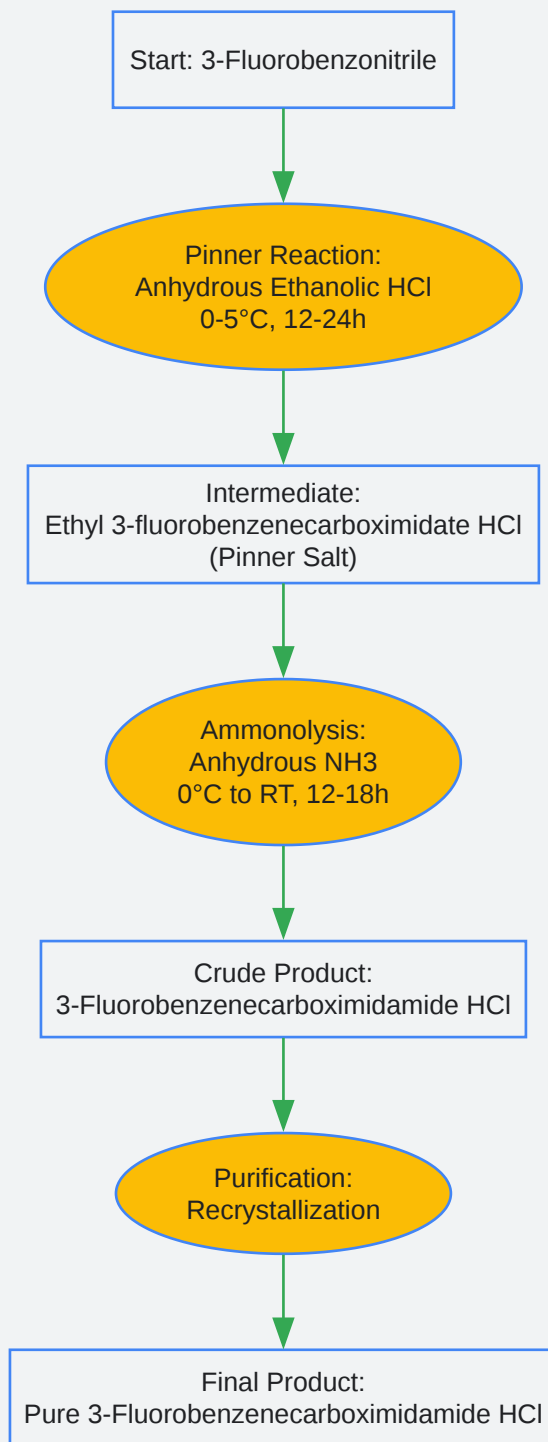 Start: 3-Fluorobenzonitrile
Pinner Reaction:
Anhydrous Ethanolic HCl
0-5°C, 12-24h
Intermediate:
Ethyl 3-fluorobenzenecarboximidate HCl
(Pinner Salt)
Ammonolysis:
Anhydrous NH3
0°C to RT, 12-18h
Crude Product:
3-Fluorobenzenecarboximidamide HCl
Purification:
Recrystallization
Final Product:
Pure 3-Fluorobenzenecarboximidamide HCl